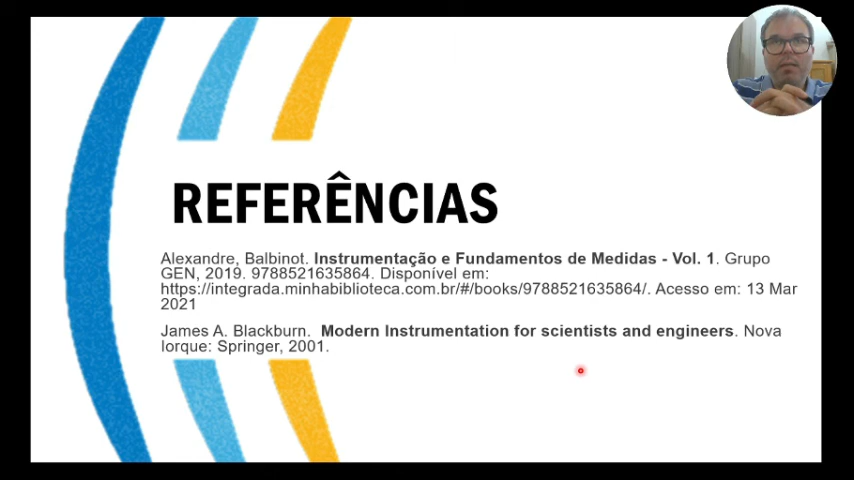 REFERÊNCIAS
Alexandre, Balbinot. Instrumentação e Fundamentos de Medidas - Vol. 1. Grupo
GEN, 2019. 9788521635864. Disponível em:
https://integrada.minhabiblioteca.com.br/#/books/9788521635864/. Acesso em: 13 Mar
2021
James A. Blackburn. Modern Instrumentation for scientists and engineers. Nova
Iorque: Springer, 2001.